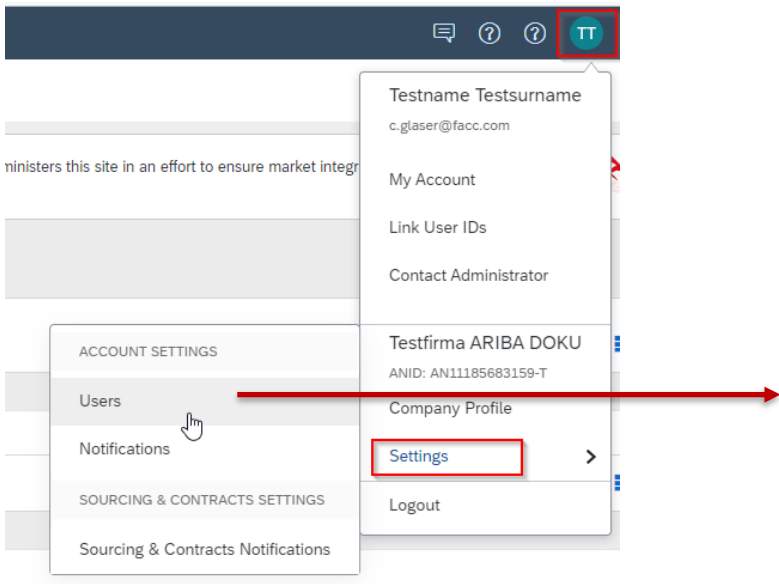 TT
Testname Testsurname
c.glaser@facc.com
ninisters this site in an effort to ensure market integr
My Account
Link User IDs
Contact Administrator
Testfirma ARIBA DOKU
ANID: AN11185683159-T
Company Profile
Settings
Logout
ACCOUNT SETTINGS
Users
Notifications
SOURCING & CONTRACTS SETTINGS
Sourcing & Contracts Notifications